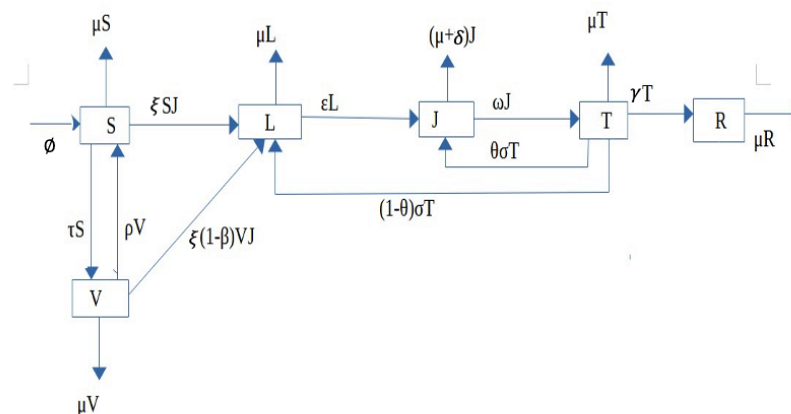 μS
μL
(μ+δ)J
μT
ϕ
S
ξSJ
L
εL
J
ωJ
T
γT
R
μR
θσT
(1-θ)σT
τS
ρV
ξ(1-β)VJ
V
μV